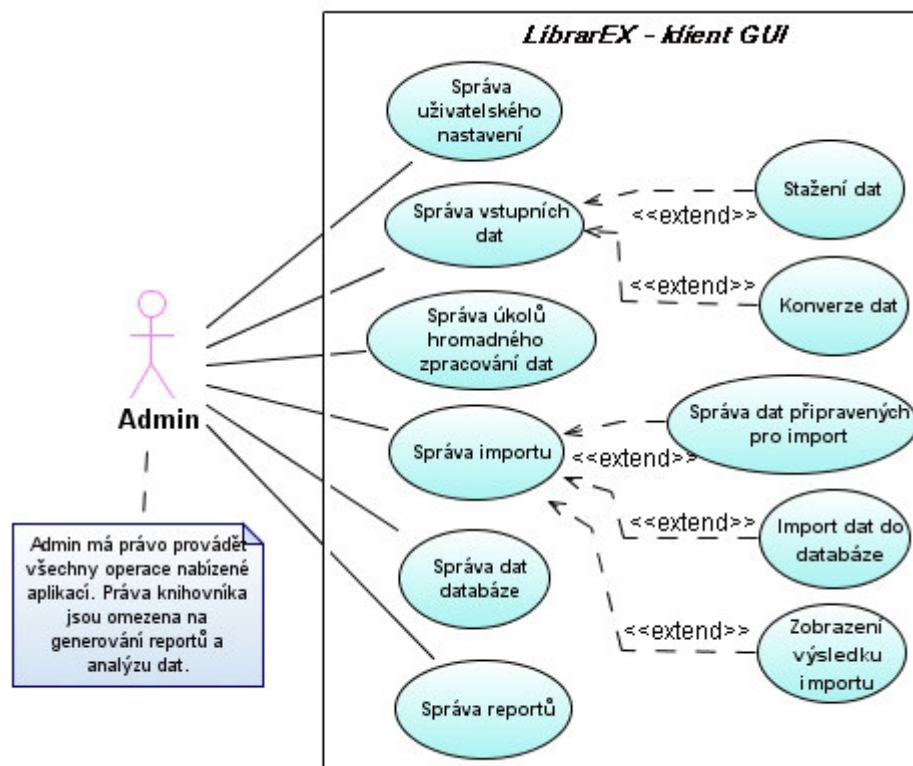 LibrarEX - klient GUI
Správa
uživatelského
nastavení
Správa vstupních
dat
Stažení dat
<<extend>>
<<extend>>
Konverze dat
Správa úkolů
hromadného
zpracování dat
Admin
Správa importu
Správa dat připravených
pro import
<<extend>>
<<extend>>
Import dat do
databáze
Správa dat
databáze
<<extend>>
Zobrazení
výsledku
importu
Správa reportů
Admin má právo provádět
všechny operace nabízené
aplikací. Práva knihovníka
jsou omezena na
generování reportů a
analýzu dat.